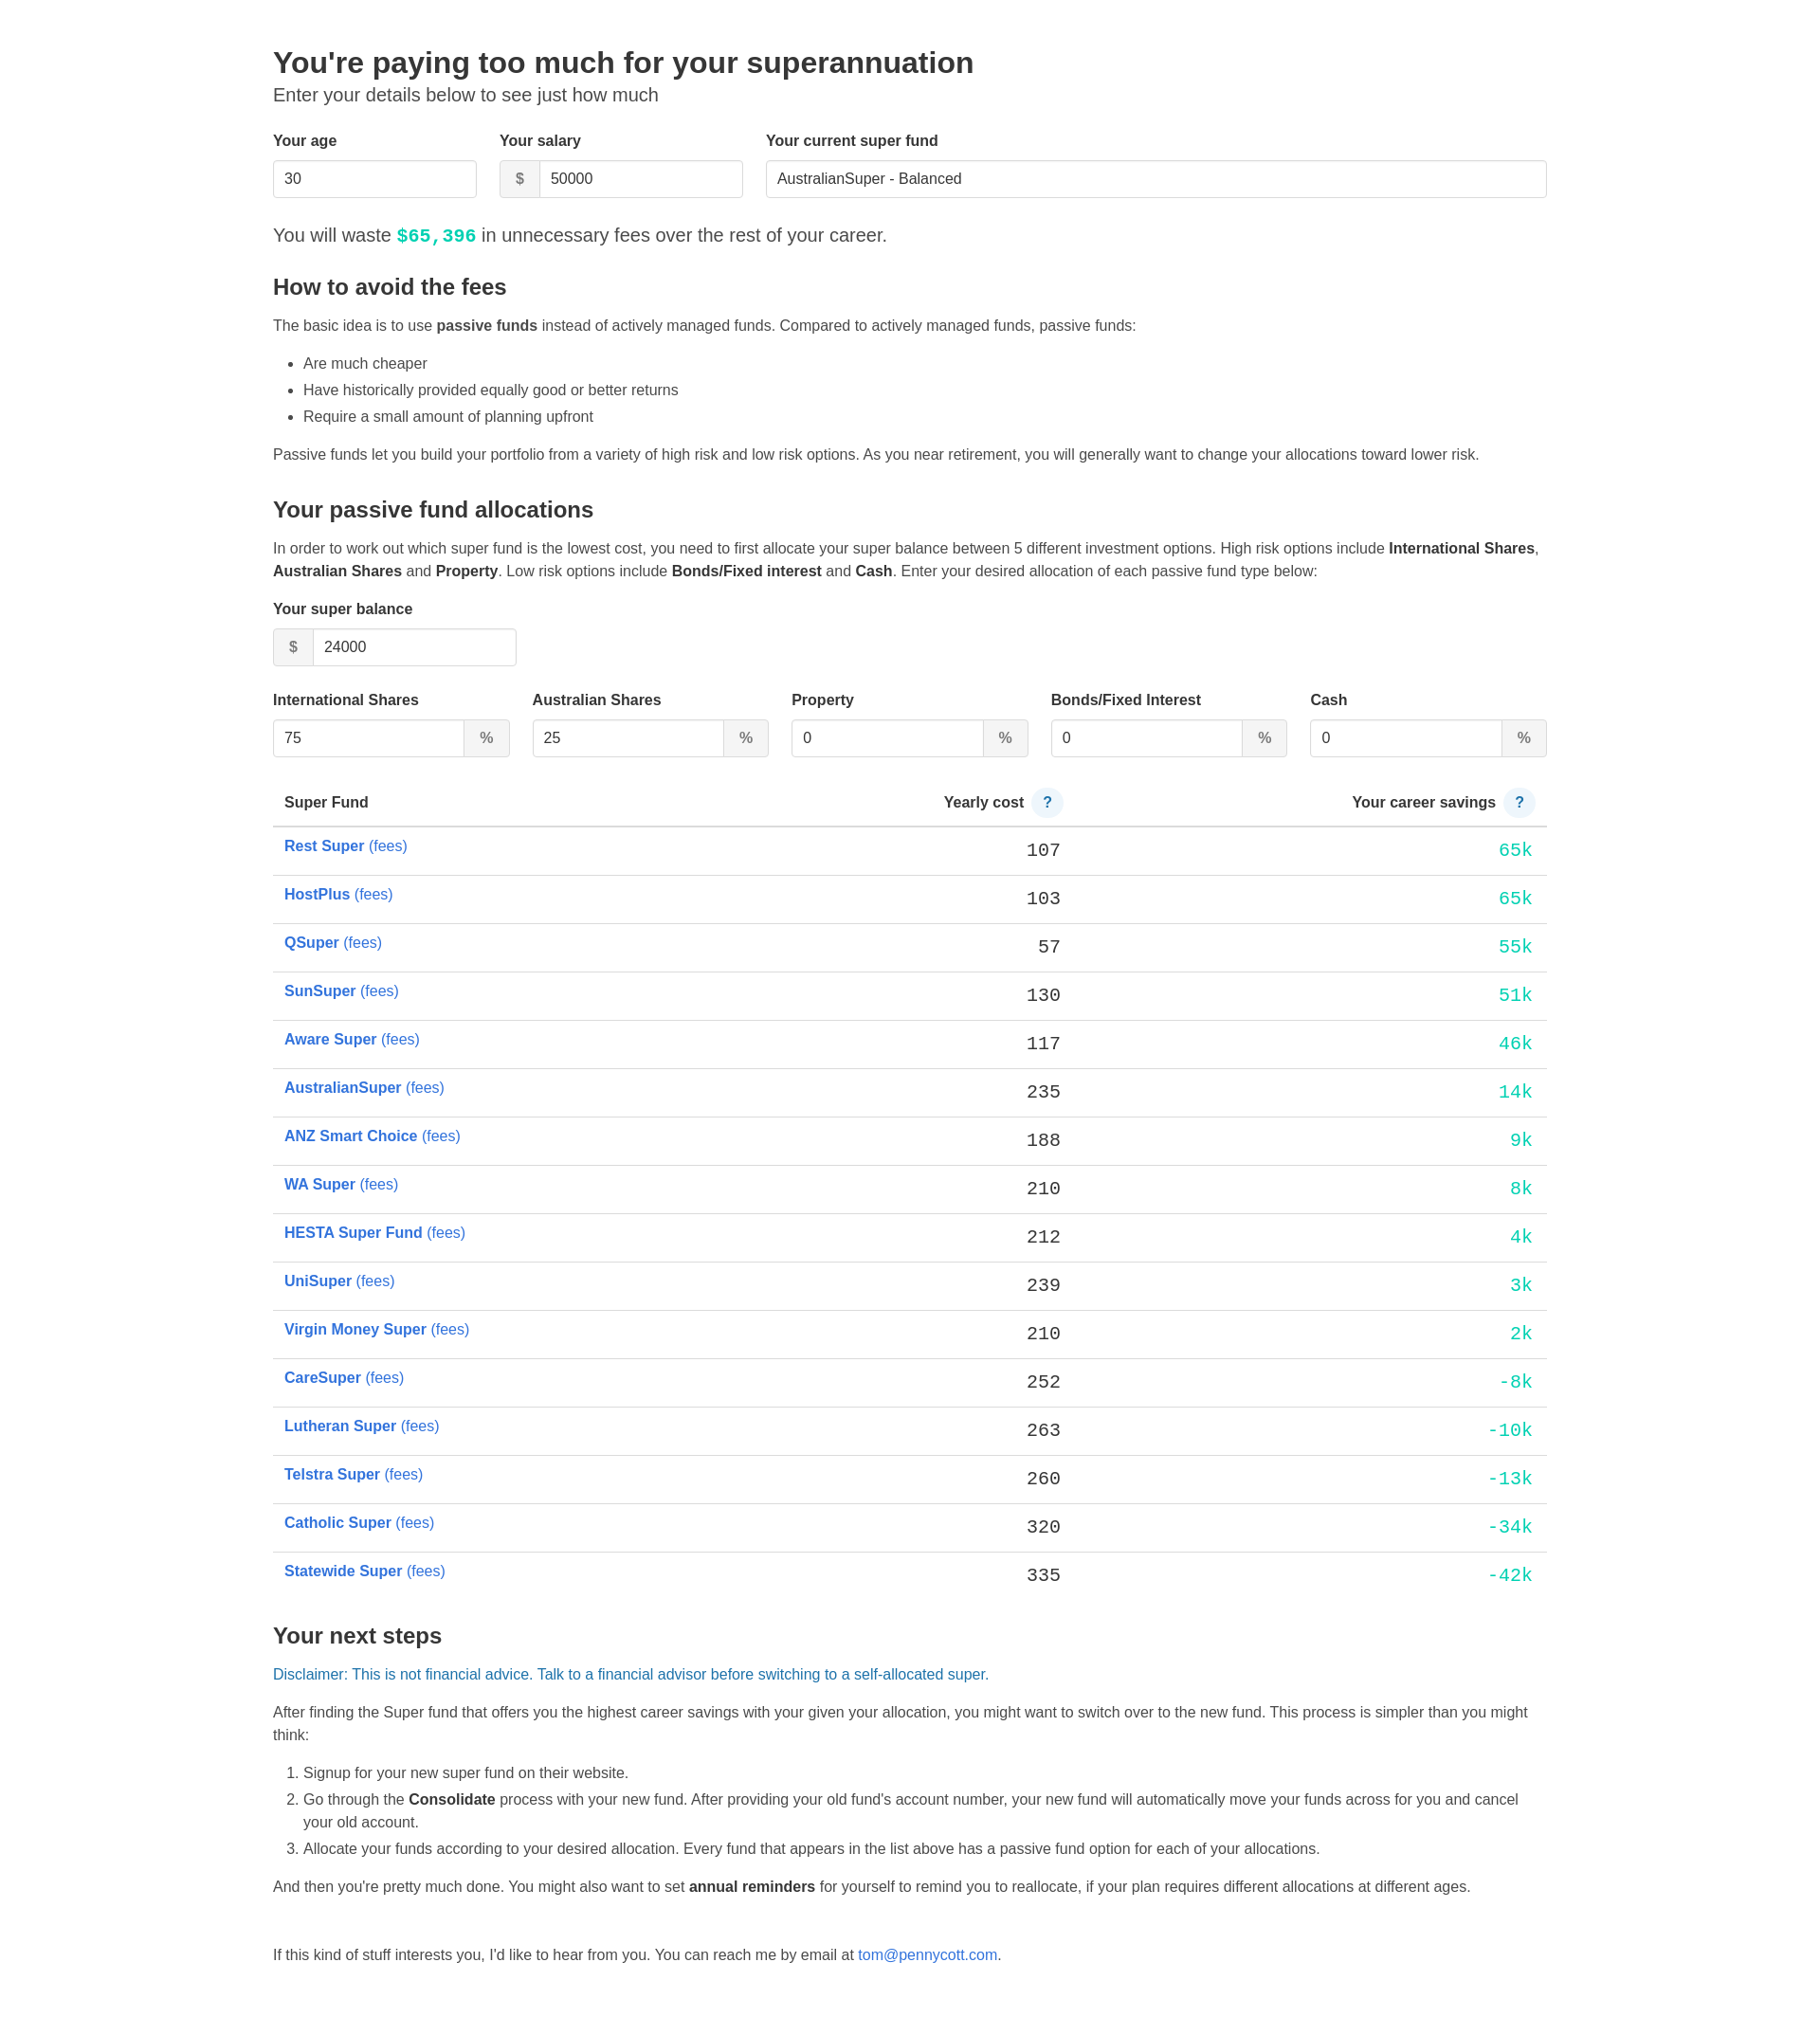 You're paying too much for your superannuation
Enter your details below to see just how much
Your age Your salary Your current super fund
30 $ 50000 AustralianSuper - Balanced
You will waste $65,396 in unnecessary fees over the rest of your career.
How to avoid the fees
The basic idea is to use passive funds instead of actively managed funds. Compared to actively managed funds, passive funds:
• Are much cheaper
• Have historically provided equally good or better returns
• Require a small amount of planning upfront
Passive funds let you build your portfolio from a variety of high risk and low risk options. As you near retirement, you will generally want to change your allocations toward lower risk.
Your passive fund allocations
In order to work out which super fund is the lowest cost, you need to first allocate your super balance between 5 different investment options. High risk options include International Shares,
Australian Shares and Property. Low risk options include Bonds/Fixed interest and Cash. Enter your desired allocation of each passive fund type below:
Your super balance
$ 24000
International Shares Australian Shares Property Bonds/Fixed Interest Cash
75 % 25 % 0 % 0 % 0 %
Super Fund Yearly cost ? Your career savings ?
Rest Super (fees) 107 65k
HostPlus (fees) 103 65k
QSuper (fees) 57 55k
SunSuper (fees) 130 51k
Aware Super (fees) 117 46k
AustralianSuper (fees) 235 14k
ANZ Smart Choice (fees) 188 9k
WA Super (fees) 210 8k
HESTA Super Fund (fees) 212 4k
UniSuper (fees) 239 3k
Virgin Money Super (fees) 210 2k
CareSuper (fees) 252 -8k
Lutheran Super (fees) 263 -10k
Telstra Super (fees) 260 -13k
Catholic Super (fees) 320 -34k
Statewide Super (fees) 335 -42k
Your next steps
Disclaimer: This is not financial advice. Talk to a financial advisor before switching to a self-allocated super.
After finding the Super fund that offers you the highest career savings with your given your allocation, you might want to switch over to the new fund. This process is simpler than you might
think:
1. Signup for your new super fund on their website.
2. Go through the Consolidate process with your new fund. After providing your old fund's account number, your new fund will automatically move your funds across for you and cancel
your old account.
3. Allocate your funds according to your desired allocation. Every fund that appears in the list above has a passive fund option for each of your allocations.
And then you're pretty much done. You might also want to set annual reminders for yourself to remind you to reallocate, if your plan requires different allocations at different ages.
If this kind of stuff interests you, I'd like to hear from you. You can reach me by email at tom@pennycott.com.